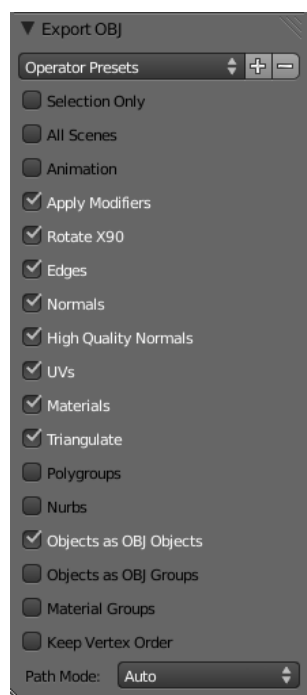 Export OBJ
Operator Presets
Selection Only
All Scenes
Animation
Apply Modifiers
Rotate X90
Edges
Normals
High Quality Normals
UVs
Materials
Triangulate
Polygroups
Nurbs
Objects as OBJ Objects
Objects as OBJ Groups
Material Groups
Keep Vertex Order
Path Mode: Auto